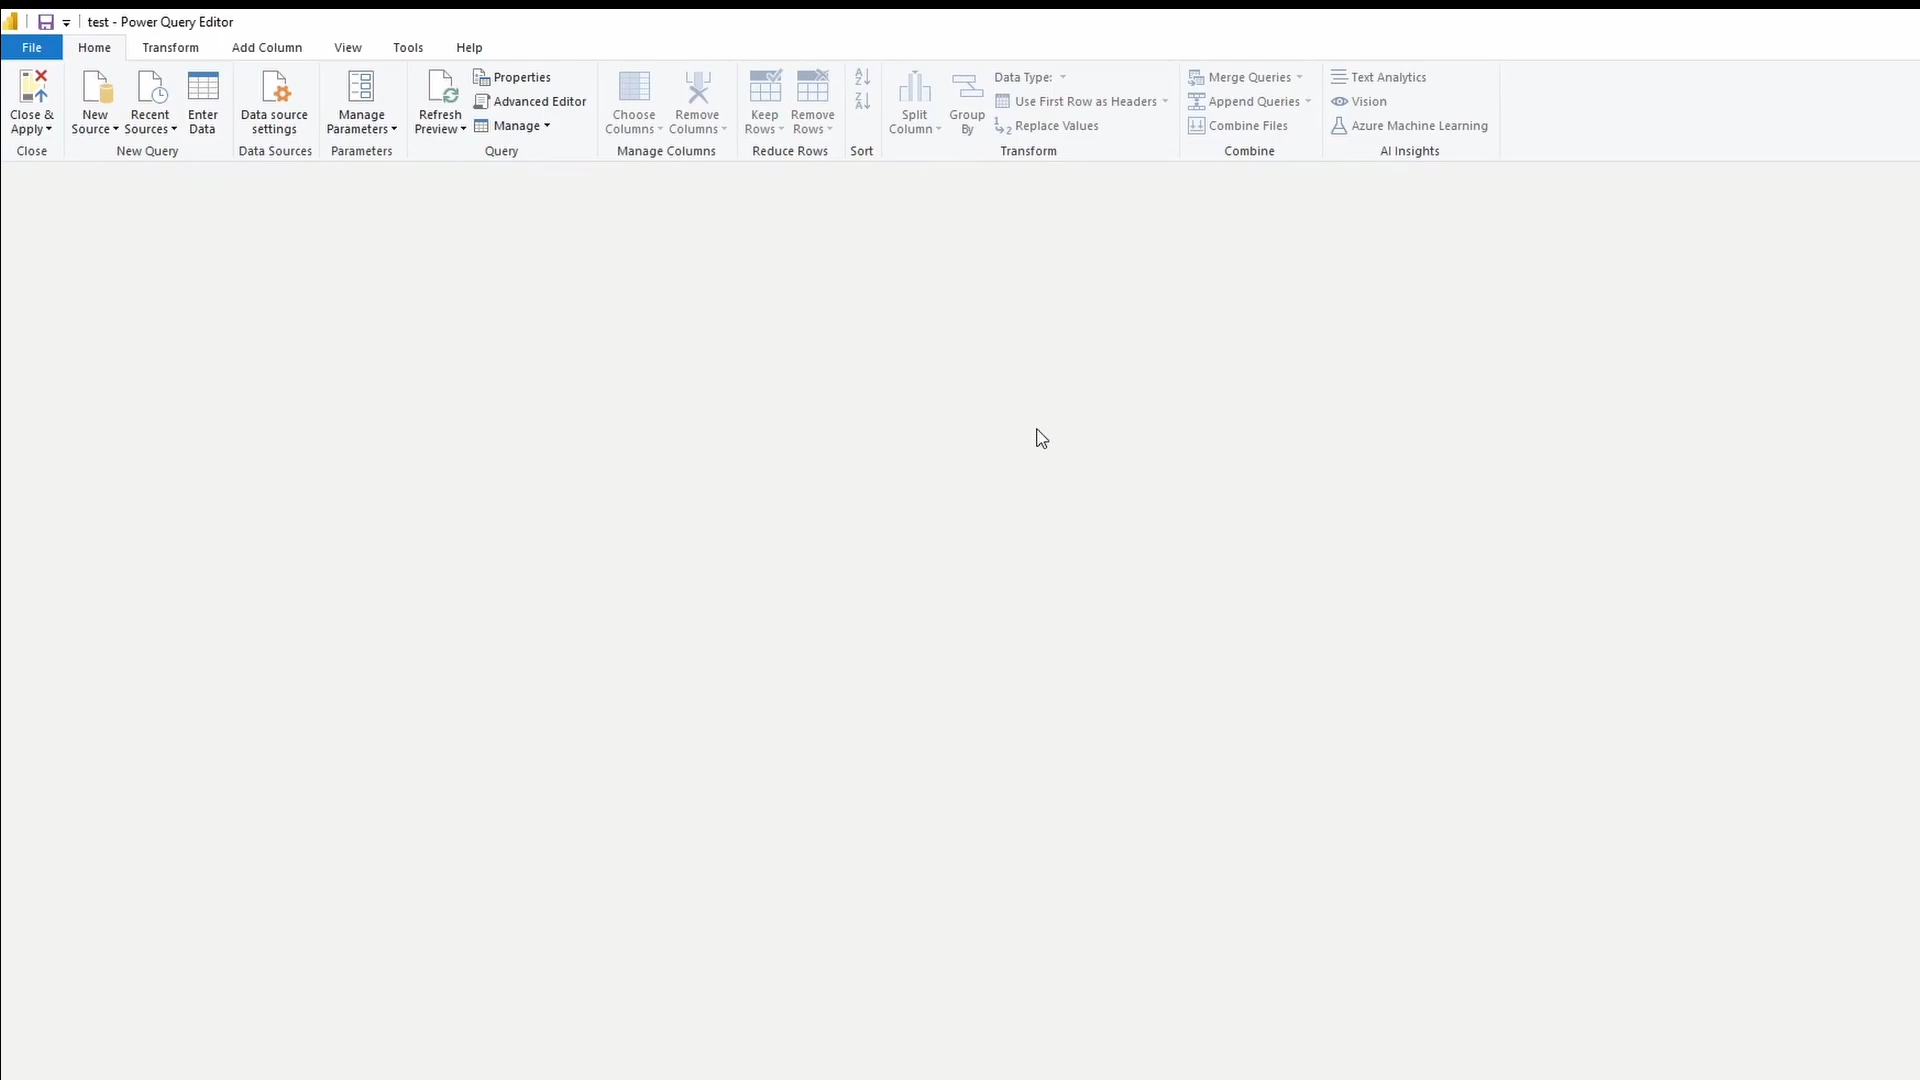 test - Power Query Editor
File Home Transform Add Column View Tools Help
Close & Apply
New Source
Recent Sources
Enter Data
Data source settings
Manage Parameters
Refresh Preview
Properties
Advanced Editor
Manage
Choose Columns
Remove Columns
Keep Rows
Remove Rows
Split Column
Group By
Data Type:
Use First Row as Headers
Replace Values
Merge Queries
Append Queries
Combine Files
Text Analytics
Vision
Azure Machine Learning
Close New Query Data Sources Parameters Query Manage Columns Reduce Rows Sort Transform Combine AI Insights